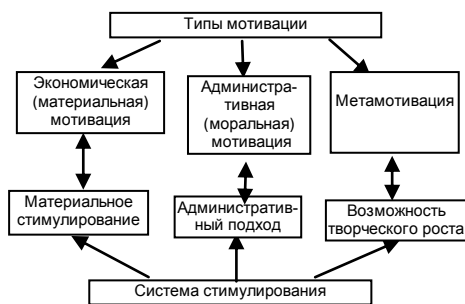 Типы мотивации
Экономическая
(материальная)
мотивация
Администра-
тивная
(моральная)
мотивация
Метамотивация
Материальное
стимулирование
Административ-
ный подход
Возможность
творческого роста
Система стимулирования